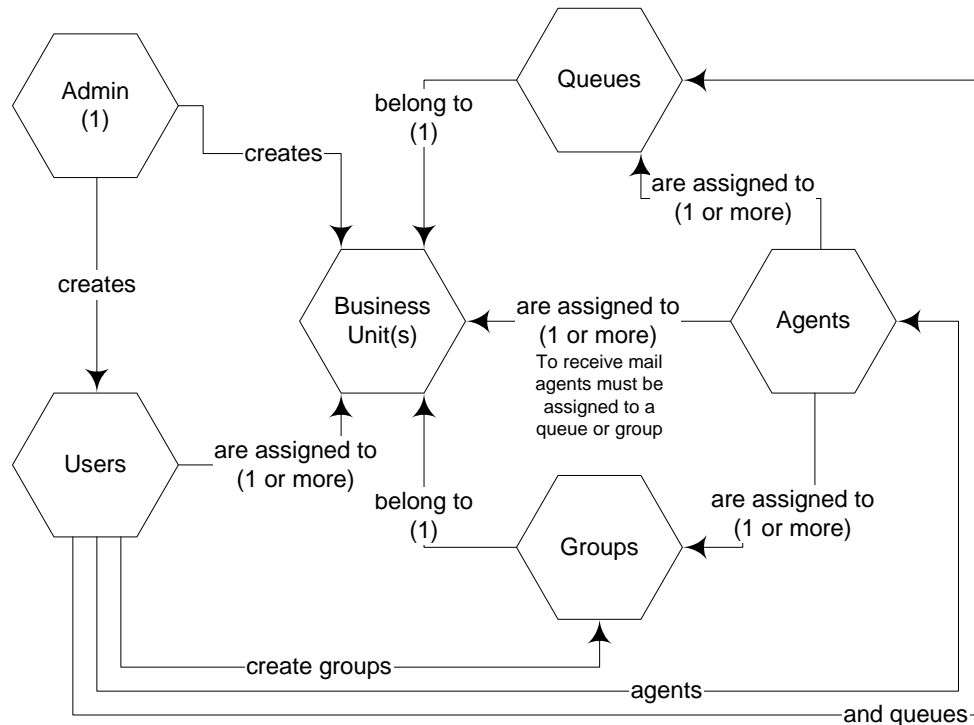 Admin
(1)
Queues
belong to
(1)
creates
are assigned to
(1 or more)
creates
Business
Unit(s)
are assigned to
(1 or more)
To receive mail
agents must be
assigned to a
queue or group
Agents
Users
are assigned to
(1 or more)
belong to
(1)
Groups
are assigned to
(1 or more)
create groups
agents
and queues